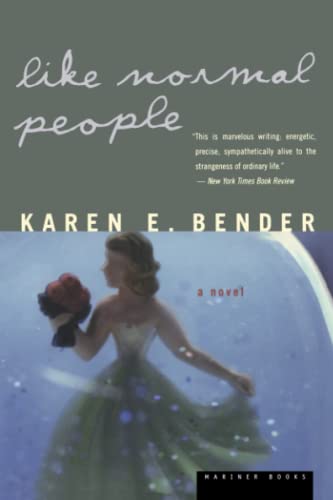 like normal
people
"This is marvelous writing; energetic,
precise, sympathetically alive to the
strangeness of ordinary life."
— New York Times Book Review
KAREN E. BENDER
a novel
MARINER BOOKS